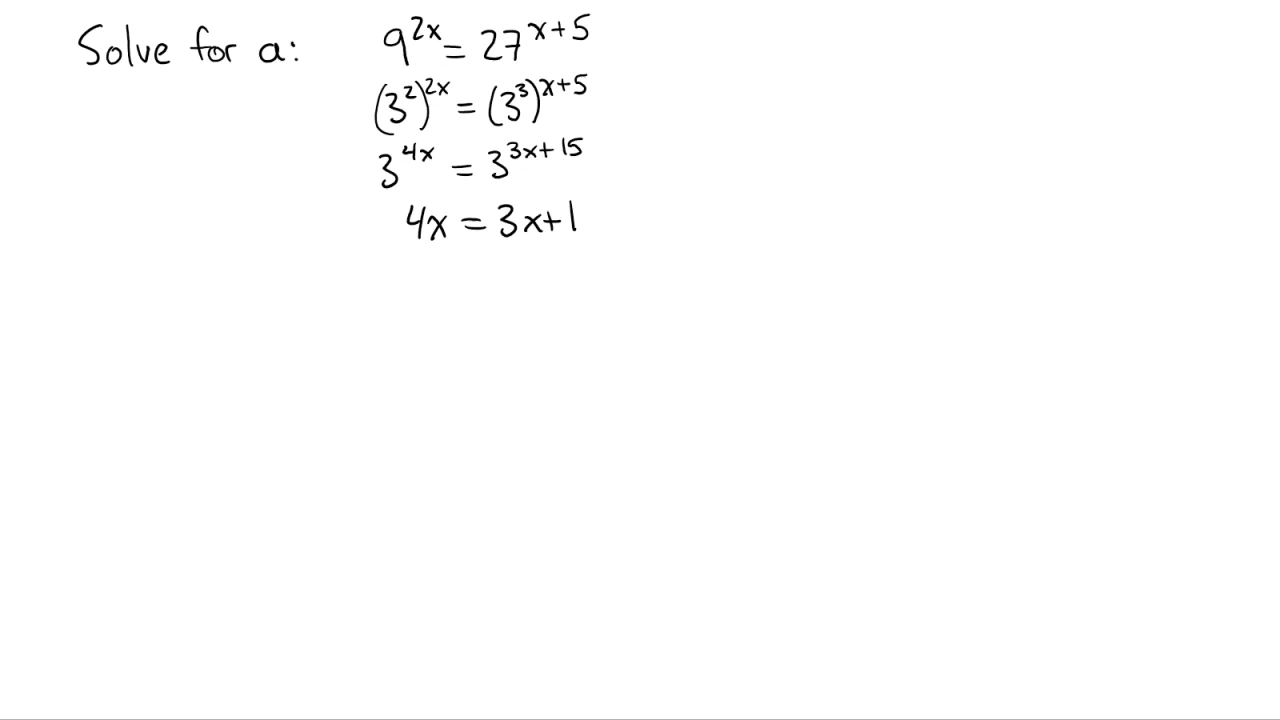 Solve for a: 9^{2x} = 27^{x+5}
(3^2)^{2x} = (3^3)^{x+5}
3^{4x} = 3^{3x+15}
4x = 3x+1